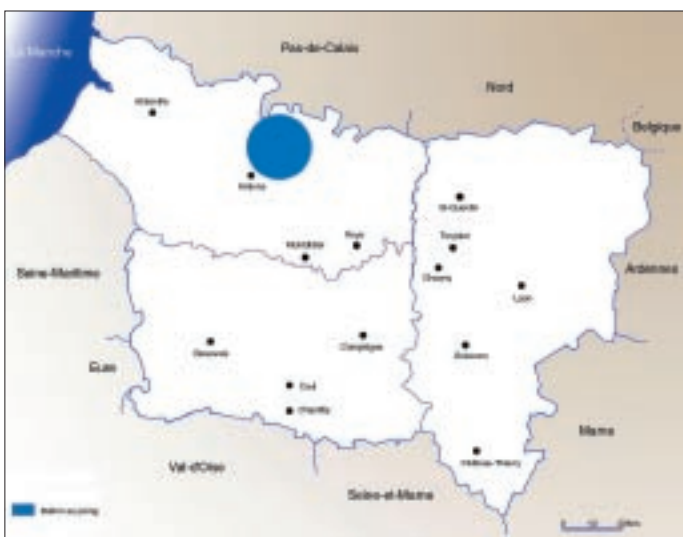 La Manche
Pas-de-Calais
Nord
Belgique
Abbeville
Amiens
St-Quentin
Roye
Montdidier
Tergnier
Chauny
Seine-Maritime
Ardennes
Laon
Beauvais
Compiègne
Soissons
Eure
Creil
Chantilly
Marne
Château-Thierry
Val-d'Oise
Seine-et-Marne